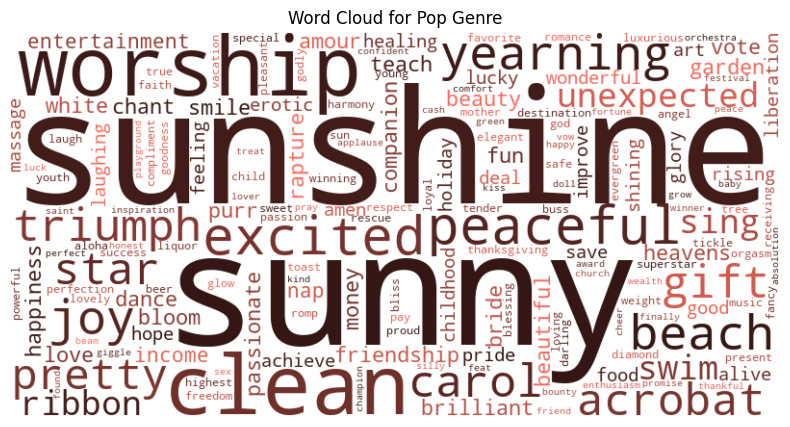 Word Cloud for Pop Genre
entertainment
worship
special
vacation
pleasant
confident
godly
amour
healing
teach
young
yearning
favorite
romance
luxurious
orchestra
art
vote
festival
garden
lucky
wonderful
comfort
unexpected
liberation
true
faith
white
chant
smile
erotic
harmony
beauty
mother
destination
fortune
peace
massage
laugh
youth
luck
laughing
playground
compliment
goodness
feeling
sunshine
treat
child
lover
sun
applause
winning
rapture
companion
cash
green
loyal
holiday
fun
deal
elegant
kiss
god
vow
happy
safe
doll
improve
evergreen
shining
angel
glory
grow
rising
baby
saint
inspiration
purr
sweet
passion
pray
amen
respect
rescue
tender
buss
winner
tree
receiving
triumph
excited
peaceful
sing
aloha
honest
liquor
perfect
success
star
perfection
beer
lovely
powerful
happiness
joy
dance
bloom
hope
beam
giggle
love
income
glow
passionate
sunny
toast
kind
nap
romp
money
bliss
pay
proud
childhood
thanksgiving
award
church
blessing
bride
save
superstar
heavens
tickle
orgasm
absolution
fancy
wealth
gift
weight
good
music
cheer
finally
beach
loving
darling
beautiful
friendship
achieve
pride
diamond
present
found
pretty
sex
highest
freedom
clean
champion
silly
feat
carol
food
swim
alive
enthusiasm
promise
thankful
ribbon
brilliant
bounty
friend
acrobat